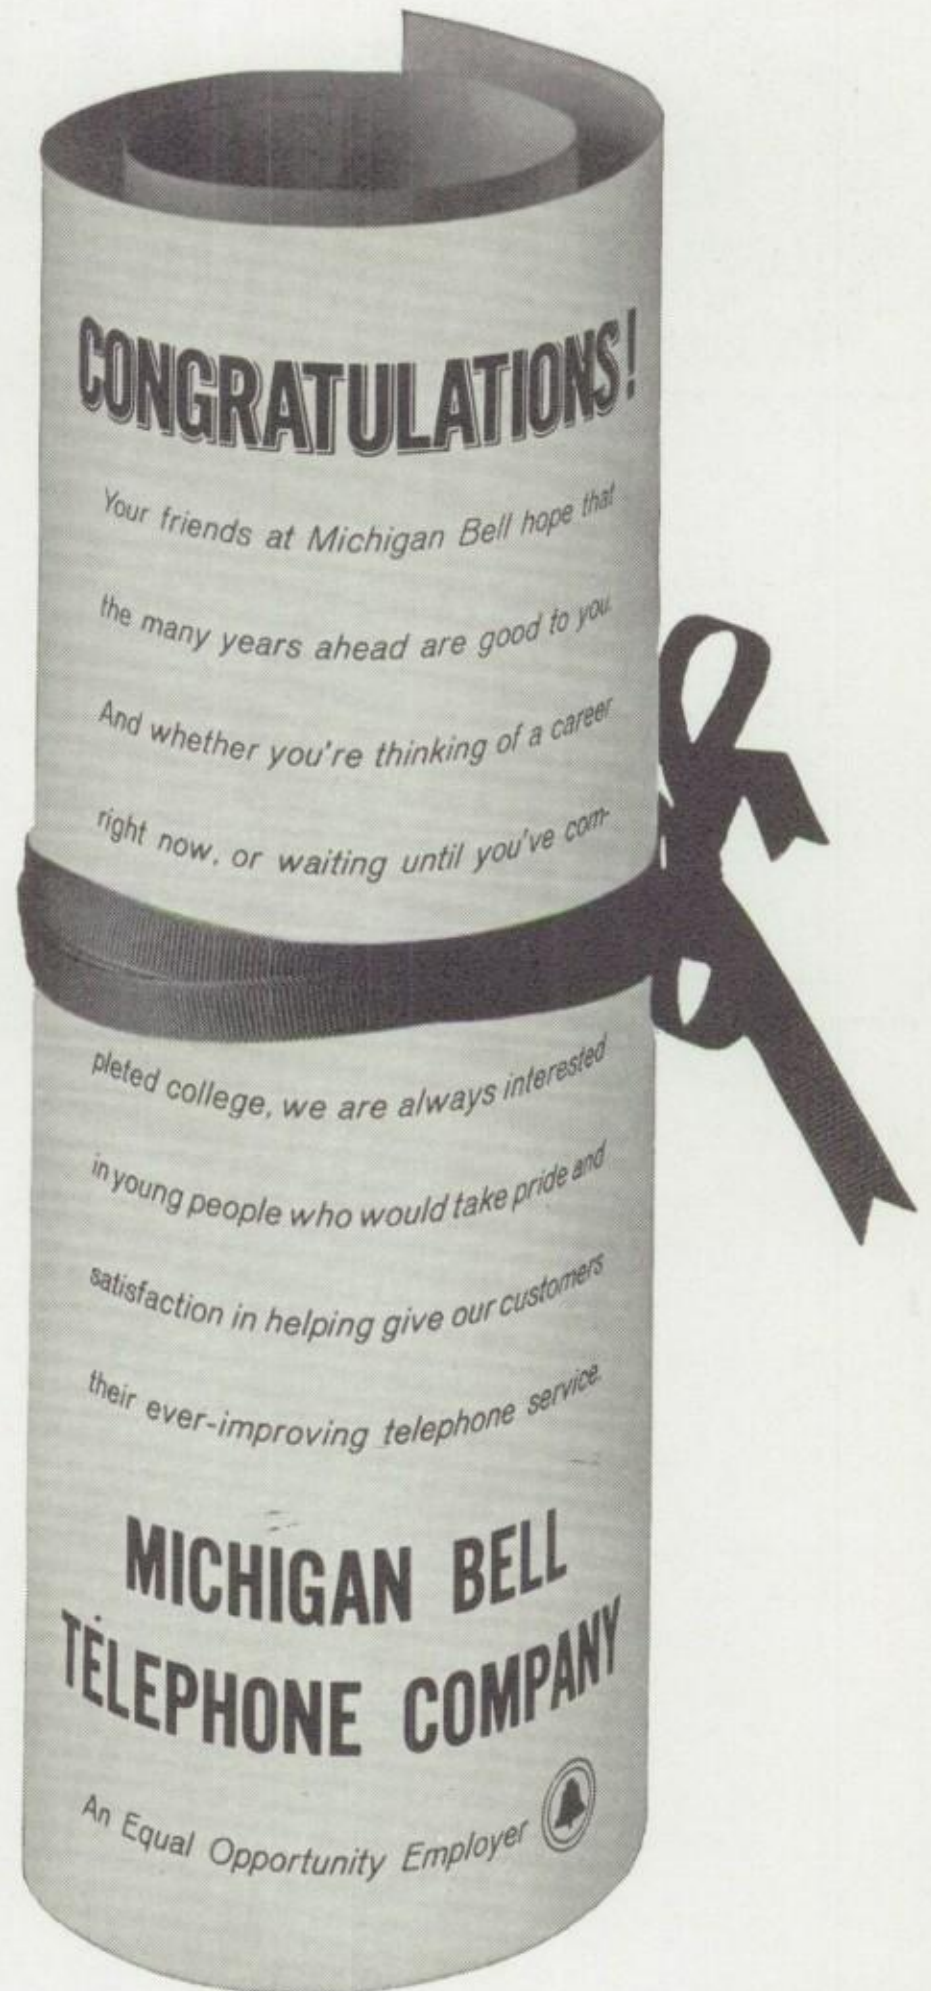 CONGRATULATIONS!
Your friends at Michigan Bell hope that
the many years ahead are good to you.
And whether you're thinking of a career
right now, or waiting until you've com-
pleted college, we are always interested
in young people who would take pride and
satisfaction in helping give our customers
their ever-improving telephone service.
MICHIGAN BELL
TELEPHONE COMPANY
An Equal Opportunity Employer